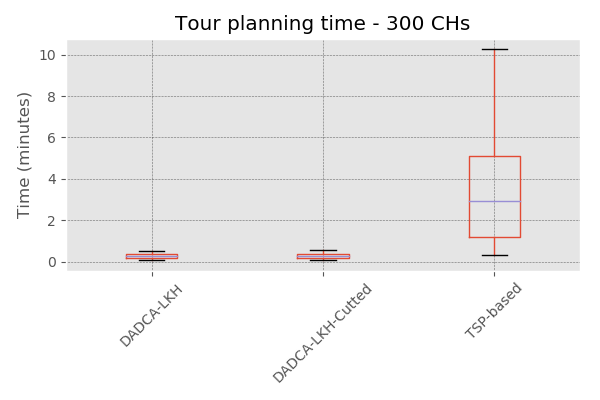 Tour planning time - 300 CHs
Time (minutes)
10
8
6
4
2
0
DADCA-LKH
DADCA-LKH-Cutted
TSP-based